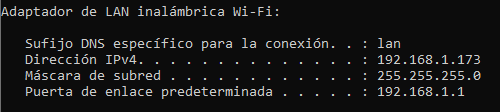 Adaptador de LAN inalámbrica Wi-Fi:
Sufijo DNS específico para la conexión. . : lan
Dirección IPv4. . . . . . . . . . . . . . : 192.168.1.173
Máscara de subred . . . . . . . . . . . . : 255.255.255.0
Puerta de enlace predeterminada . . . . . : 192.168.1.1